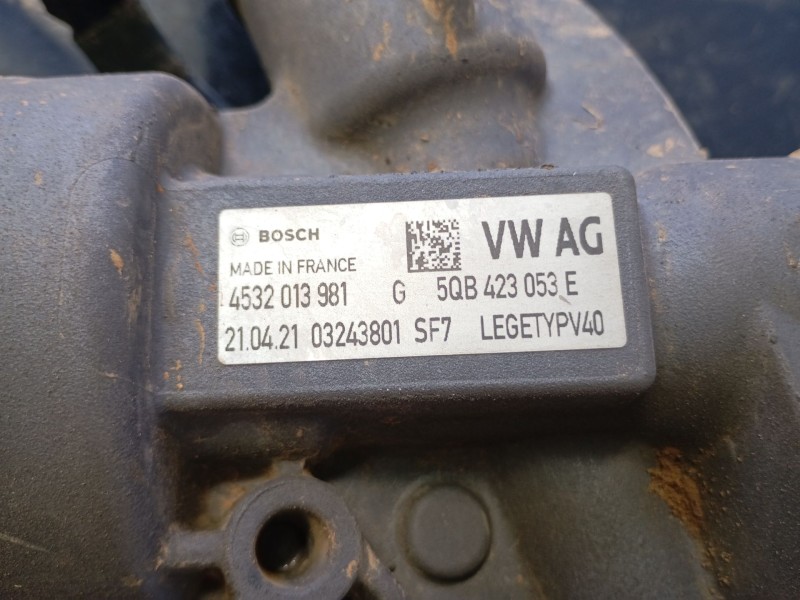 BOSCH VW AG
MADE IN FRANCE
4532 013 981 G 5QB 423 053 E
21.04.21 03243801 SF7 LEGETYPV40